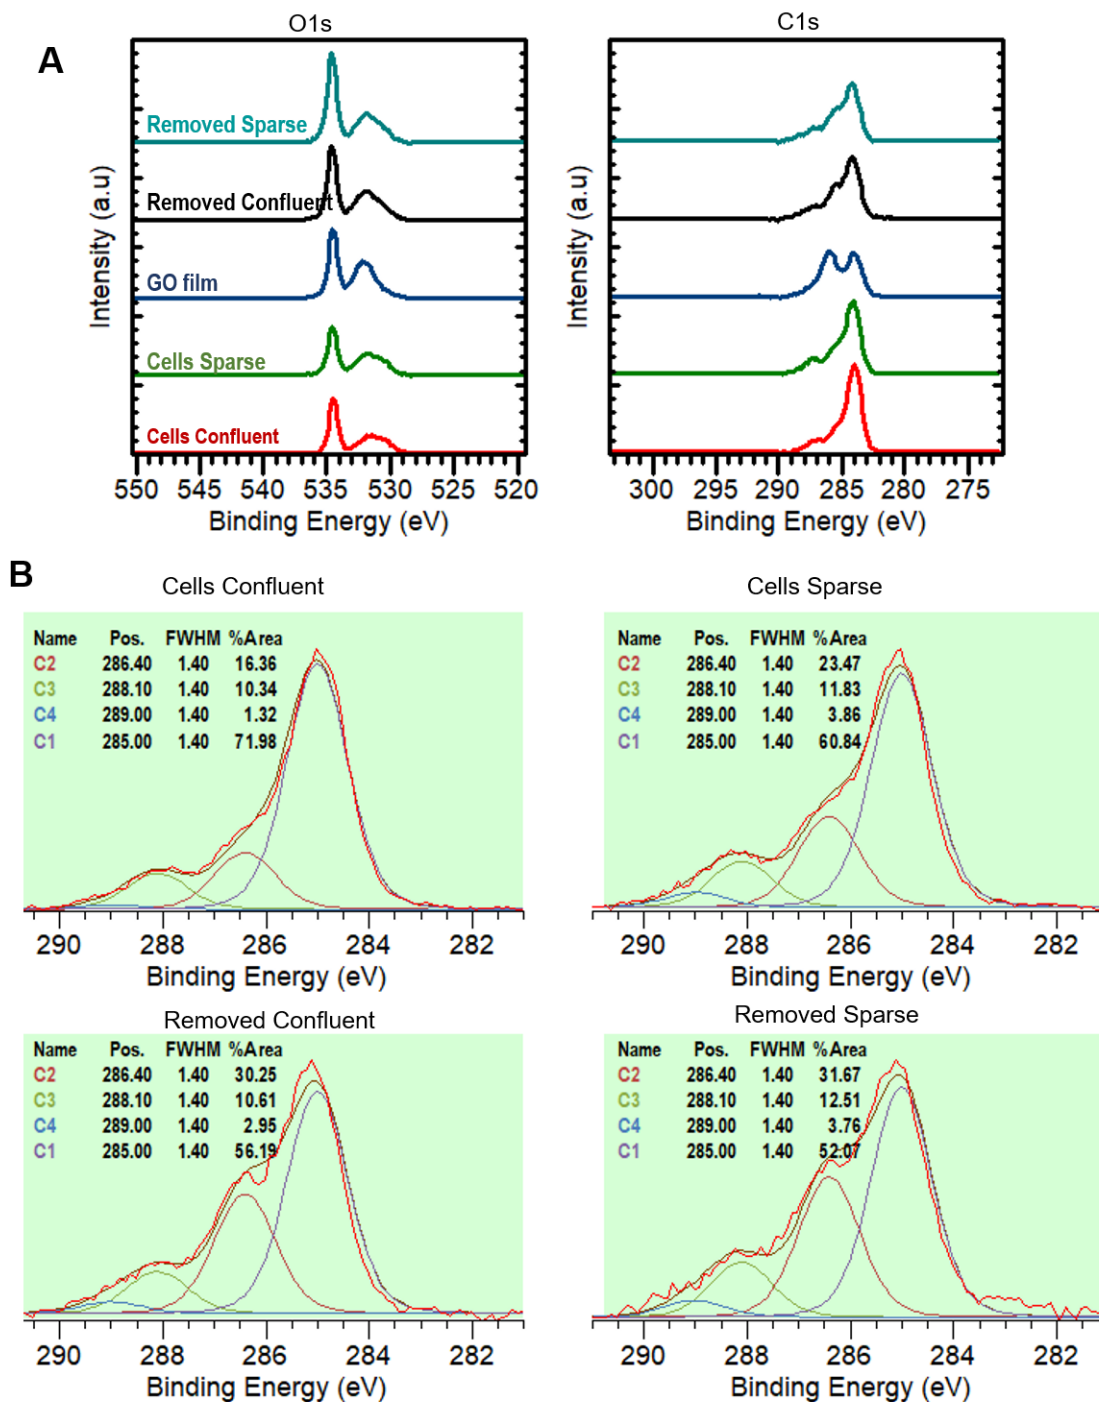 A
O1s
C1s
Removed Sparse
Removed Confluent
GO film
Cells Sparse
Cells Confluent
Intensity (a.u)
550 545 540 535 530 525 520
Binding Energy (eV)
Intensity (a.u)
300 295 290 285 280 275
Binding Energy (eV)
B
Cells Confluent
Name Pos. FWHM %Area
C2 286.40 1.40 16.36
C3 288.10 1.40 10.34
C4 289.00 1.40 1.32
C1 285.00 1.40 71.98
290 288 286 284 282
Binding Energy (eV)
Cells Sparse
Name Pos. FWHM %Area
C2 286.40 1.40 23.47
C3 288.10 1.40 11.83
C4 289.00 1.40 3.86
C1 285.00 1.40 60.84
290 288 286 284 282
Binding Energy (eV)
Removed Confluent
Name Pos. FWHM %Area
C2 286.40 1.40 30.25
C3 288.10 1.40 10.61
C4 289.00 1.40 2.95
C1 285.00 1.40 56.19
290 288 286 284 282
Binding Energy (eV)
Removed Sparse
Name Pos. FWHM %Area
C2 286.40 1.40 31.67
C3 288.10 1.40 12.51
C4 289.00 1.40 3.76
C1 285.00 1.40 52.07
290 288 286 284 282
Binding Energy (eV)